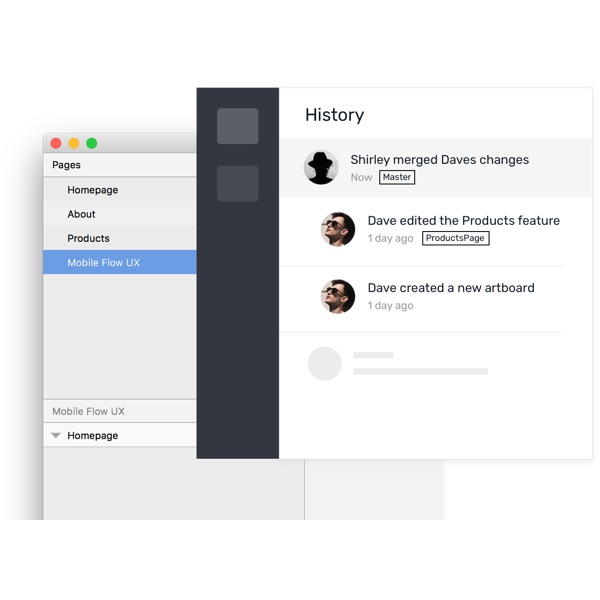 History
Pages
Shirley merged Daves changes
Now Master
Homepage
About
Dave edited the Products feature
Products
1 day ago ProductsPage
Mobile Flow UX
Dave created a new artboard
1 day ago
Mobile Flow UX
Homepage